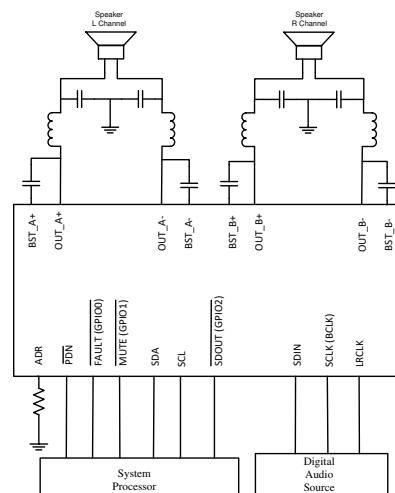 Speaker
L Channel
Speaker
R Channel
BST_A+
OUT_A+
OUT_A-
BST_A-
BST_B+
OUT_B+
OUT_B-
BST_B-
ADR
PDN
FAULT (GPIO0)
MUTE (GPIO1)
SDA
SCL
SDOUT (GPIO2)
SDIN
SCLK (BCLK)
LRCLK
System
Processor
Digital
Audio
Source